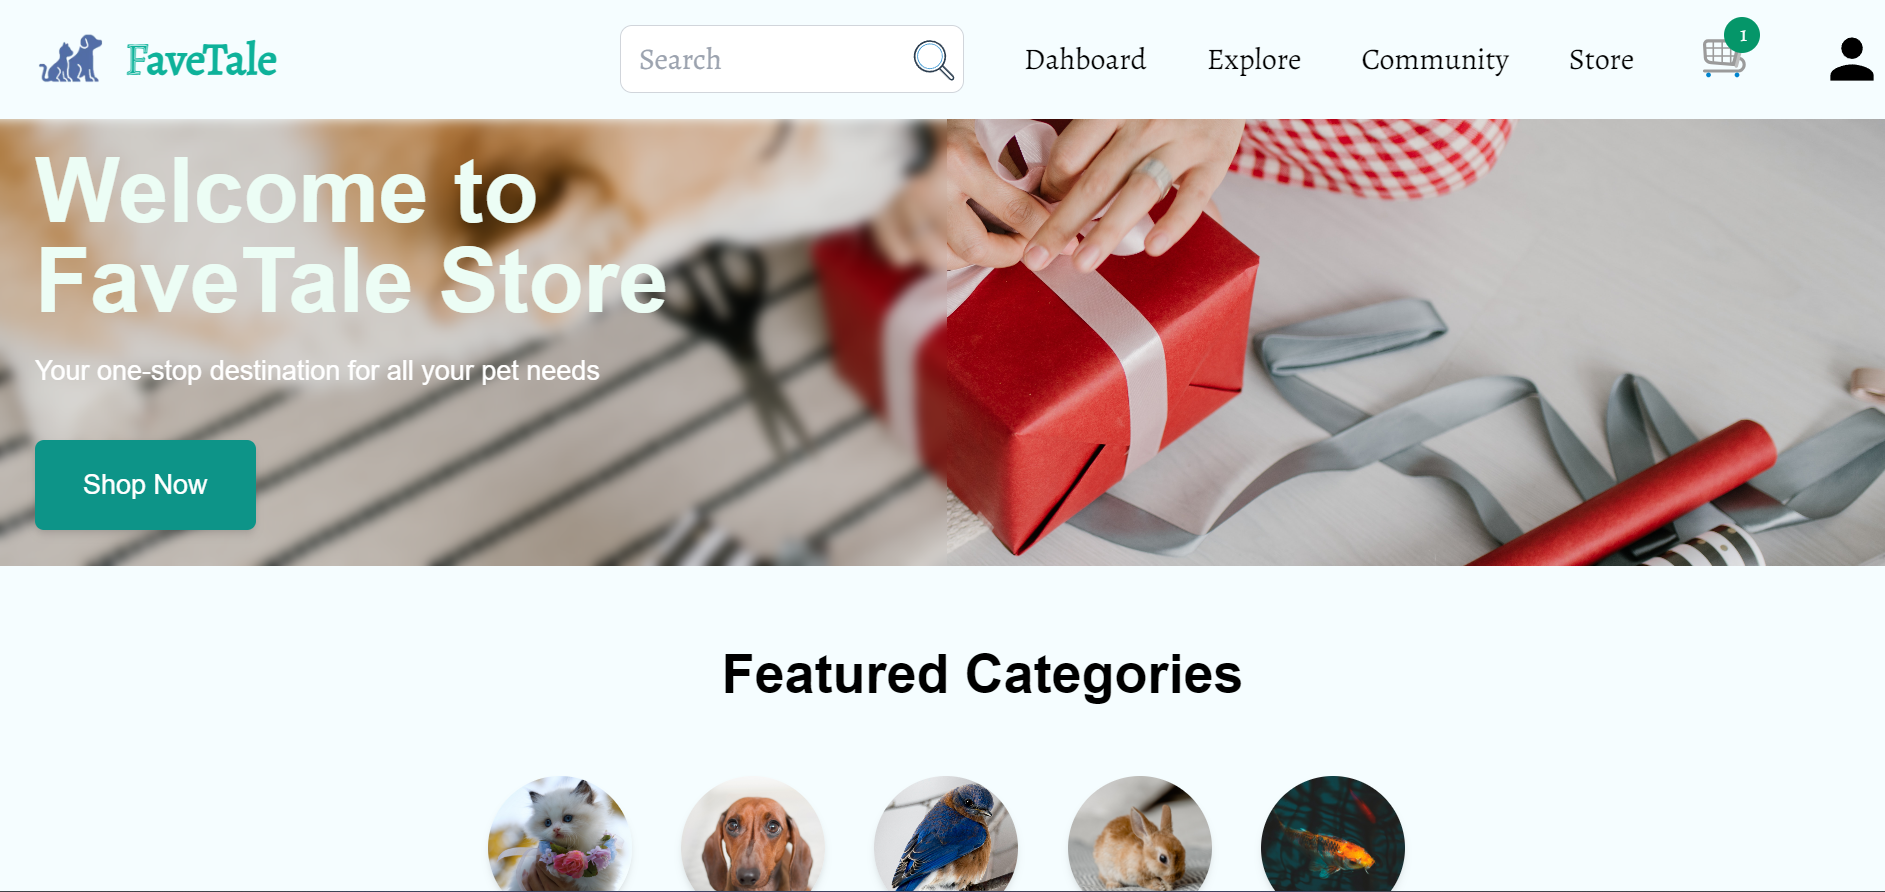 FaveTale
Search
Dahboard
Explore
Community
Store
1
Welcome to
FaveTale Store
Your one-stop destination for all your pet needs
Shop Now
Featured Categories